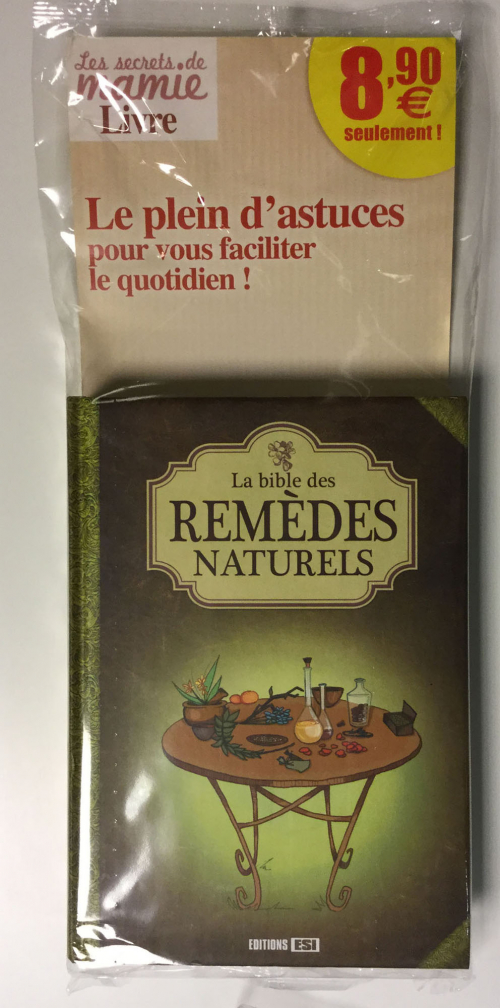 Les secrets de
mamie
Livre
8,90
€
seulement !
Le plein d'astuces
pour vous faciliter
le quotidien !
La bible des
REMÈDES
NATURELS
EDITIONS ESI